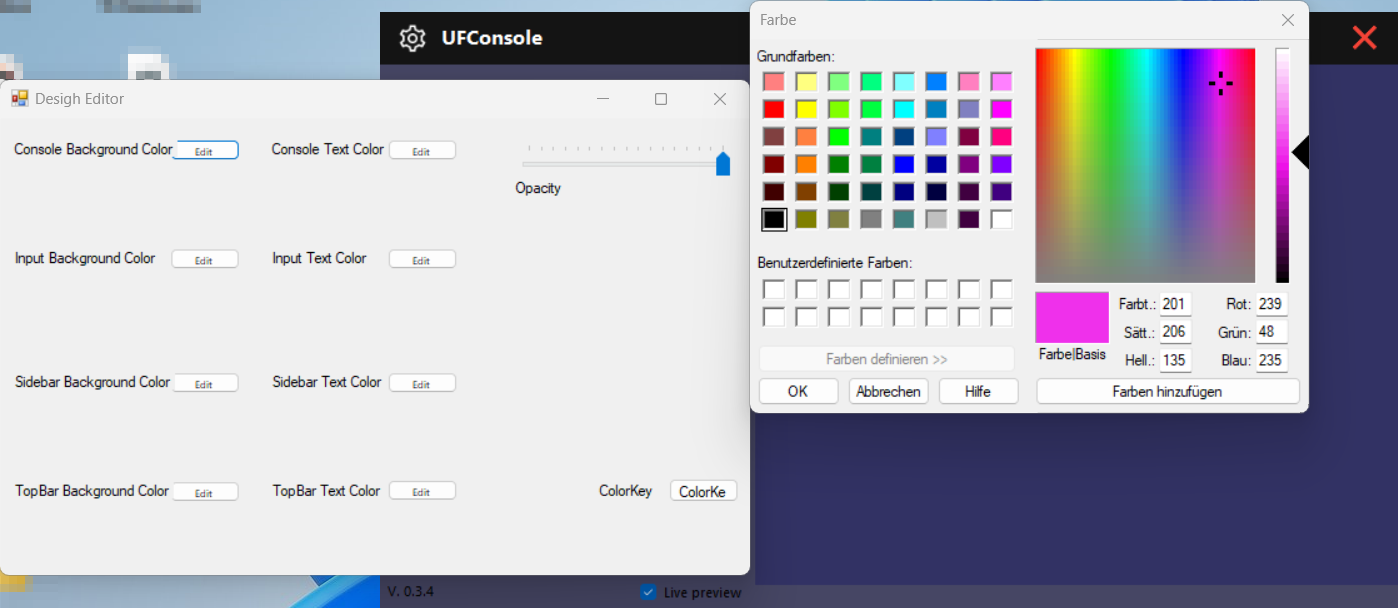 UFConsole
Desigh Editor
Console Background Color Edit
Console Text Color Edit
Opacity
Input Background Color Edit
Input Text Color Edit
Sidebar Background Color Edit
Sidebar Text Color Edit
TopBar Background Color Edit
TopBar Text Color Edit
ColorKey ColorKe
V. 0.3.4
Live preview
Farbe
Grundfarben:
Benutzerdefinierte Farben:
Farben definieren >>
OK Abbrechen Hilfe
Farbe|Basis
Farbt.: 201 Rot: 239
Sätt.: 206 Grün: 48
Hell.: 135 Blau: 235
Farben hinzufügen